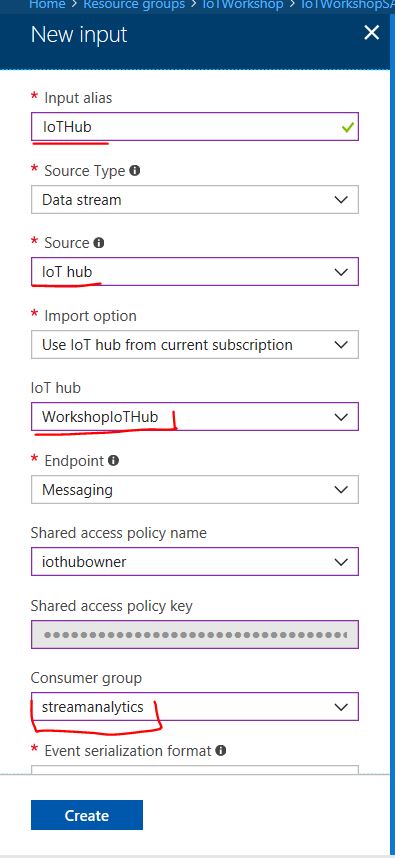 Home > Resource groups > IoTWorkshop > IoTWorkshopSA
New input
* Input alias
IoTHub
* Source Type
Data stream
* Source
IoT hub
* Import option
Use IoT hub from current subscription
IoT hub
WorkshopIoTHub
* Endpoint
Messaging
Shared access policy name
iothubowner
Shared access policy key
Consumer group
streamanalytics
* Event serialization format
Create